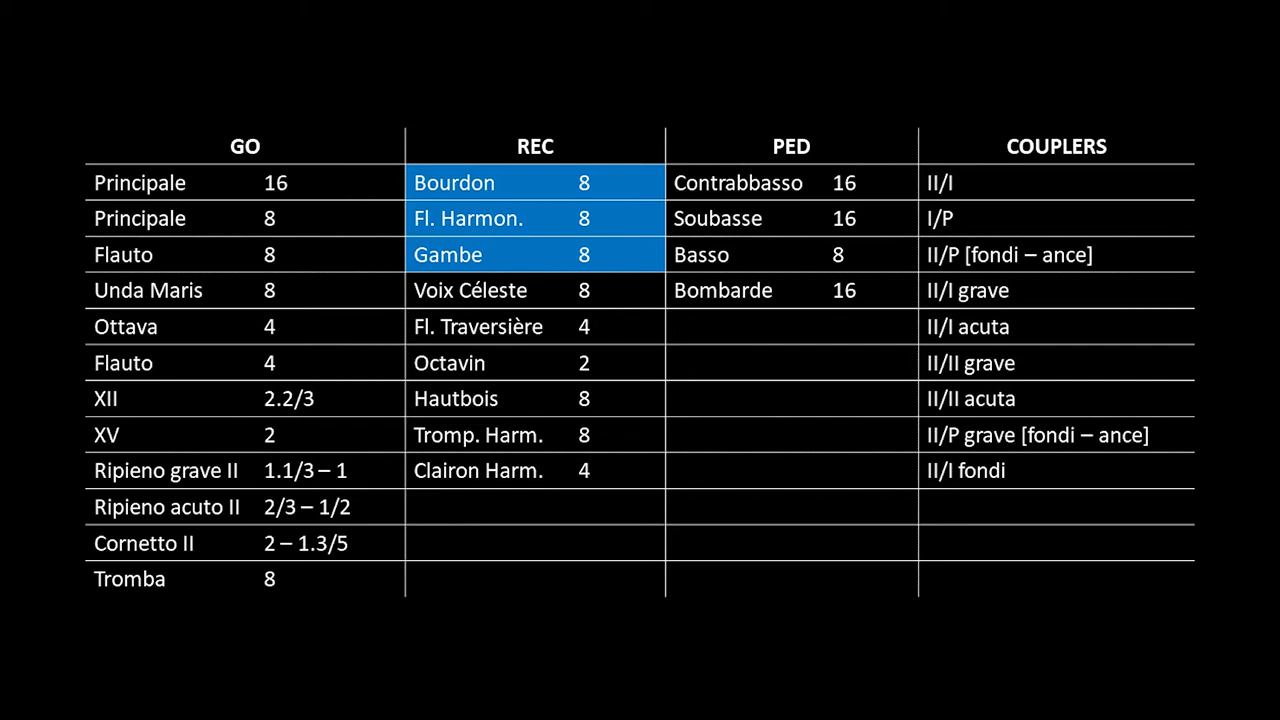 GO REC PED COUPLERS
Principale 16 Bourdon 8 Contrabbasso 16 II/I
Principale 8 Fl. Harmon. 8 Soubasse 16 I/P
Flauto 8 Gambe 8 Basso 8 II/P [fondi – ance]
Unda Maris 8 Voix Céleste 8 Bombarde 16 II/I grave
Ottava 4 Fl. Traversière 4 II/I acuta
Flauto 4 Octavin 2 II/II grave
XII 2.2/3 Hautbois 8 II/II acuta
XV 2 Tromp. Harm. 8 II/P grave [fondi – ance]
Ripieno grave II 1.1/3 – 1 Clairon Harm. 4 II/I fondi
Ripieno acuto II 2/3 – 1/2
Cornetto II 2 – 1.3/5
Tromba 8